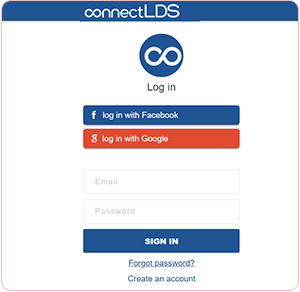 connectLDS
Log in
f log in with Facebook
g log in with Google
Email
Password
SIGN IN
Forgot password?
Create an account